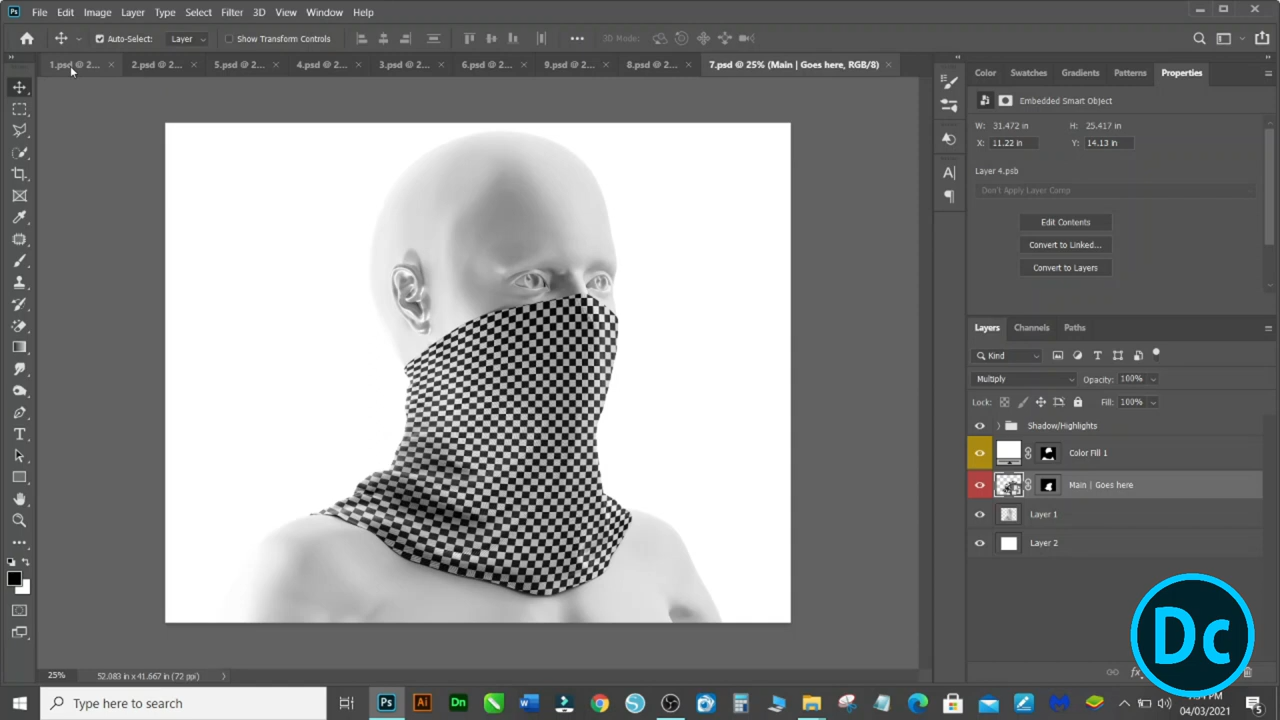 Ps File Edit Image Layer Type Select Filter 3D View Window Help
Auto-Select: Layer Show Transform Controls 3D Mode:
1.psd @ 2... × 2.psd @ 2... × 5.psd @ 2... × 4.psd @ 2... × 3.psd @ 2... × 6.psd @ 2... × 9.psd @ 2... × 8.psd @ 2... × 7.psd @ 25% (Main | Goes here, RGB/8) ×
Color Swatches Gradients Patterns Properties
Embedded Smart Object
W: 31.472 in H: 25.417 in
X: 11.22 in Y: 14.13 in
Layer 4.psb
Don't Apply Layer Comp
Edit Contents
Convert to Linked...
Convert to Layers
Layers Channels Paths
Kind
Multiply Opacity: 100%
Lock: Fill: 100%
Shadow/Highlights
Color Fill 1
Main | Goes here
Layer 1
Layer 2
Dc
25% 52.083 in x 41.667 in (72 ppi)
Type here to search
Ps Ai Dn
04/03/2021
5